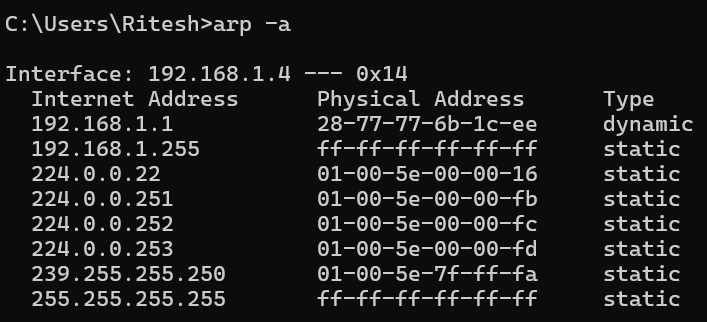 C:\Users\Ritesh>arp -a
Interface: 192.168.1.4 --- 0x14
Internet Address Physical Address Type
192.168.1.1 28-77-77-6b-1c-ee dynamic
192.168.1.255 ff-ff-ff-ff-ff-ff static
224.0.0.22 01-00-5e-00-00-16 static
224.0.0.251 01-00-5e-00-00-fb static
224.0.0.252 01-00-5e-00-00-fc static
224.0.0.253 01-00-5e-00-00-fd static
239.255.255.250 01-00-5e-7f-ff-fa static
255.255.255.255 ff-ff-ff-ff-ff-ff static